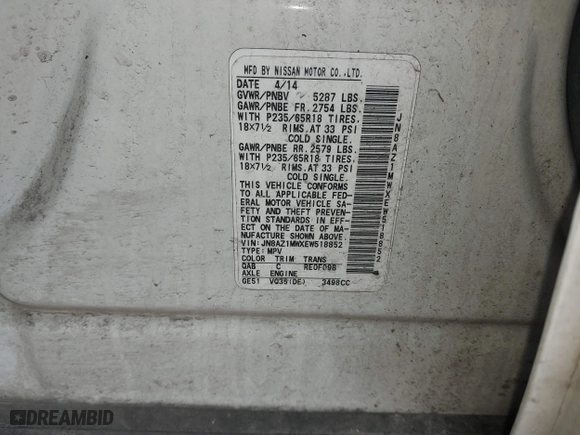 MFD BY NISSAN MOTOR CO.,LTD.
DATE 4/14
GVWR/PNBV 5287 LBS.
GAWR/PNBE FR. 2754 LBS.
WITH P235/65R18 TIRES.
18X7½ RIMS. AT 33 PSI
COLD SINGLE.
GAWR/PNBE RR. 2579 LBS.
WITH P235/65R18 TIRES.
18X7½ RIMS. AT 33 PSI
COLD SINGLE.
THIS VEHICLE CONFORMS
TO ALL APPLICABLE FED-
ERAL MOTOR VEHICLE SA-
FETY AND THEFT PREVEN-
TION STANDARDS IN EFF-
ECT ON THE DATE OF MA-
NUFACTURE SHOWN ABOVE.
VIN: JN8AZ1MWXEW518852
TYPE: MPV
COLOR TRIM TRANS
QAB C RE0F09B
AXLE ENGINE
GE51 VQ35(DE) 3498CC
JN8AZ1MWXEW518852
DREAMBID